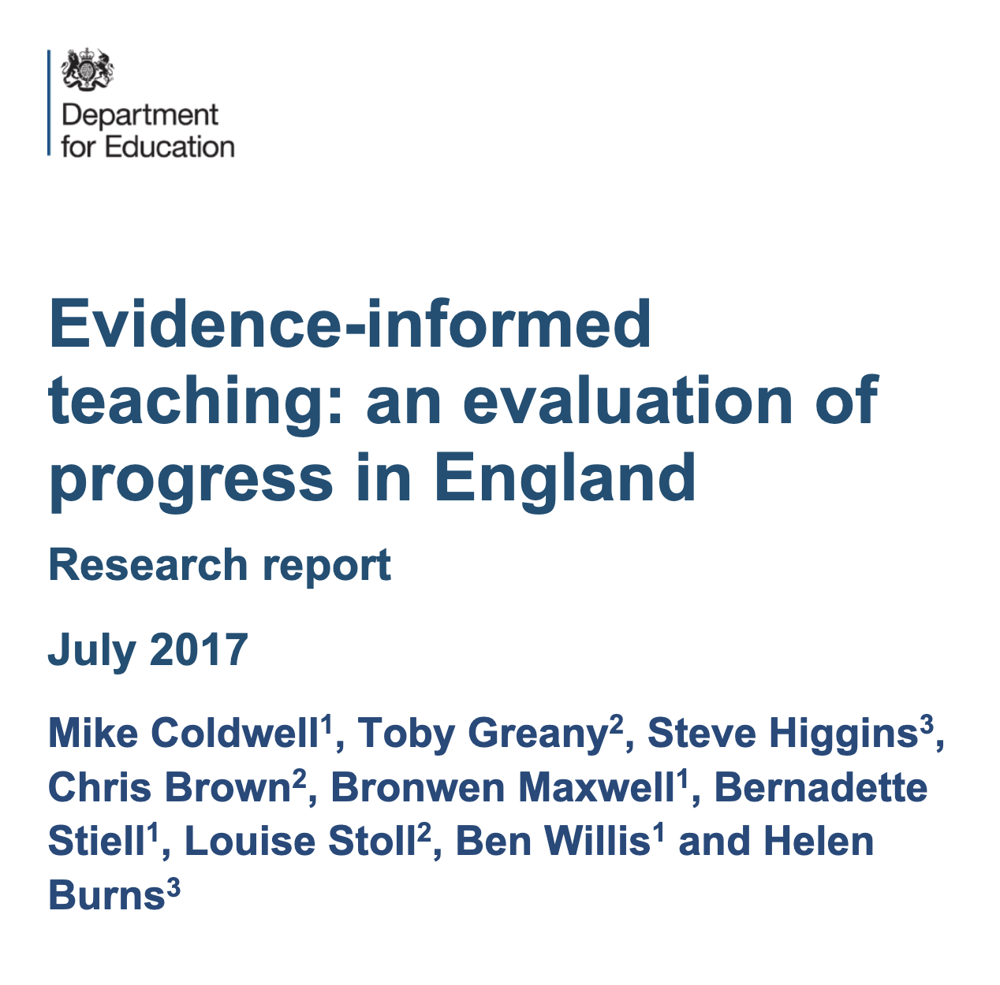 Department
for Education
Evidence-informed
teaching: an evaluation of
progress in England
Research report
July 2017
Mike Coldwell¹, Toby Greany², Steve Higgins³,
Chris Brown², Bronwen Maxwell¹, Bernadette
Stiell¹, Louise Stoll², Ben Willis¹ and Helen
Burns³